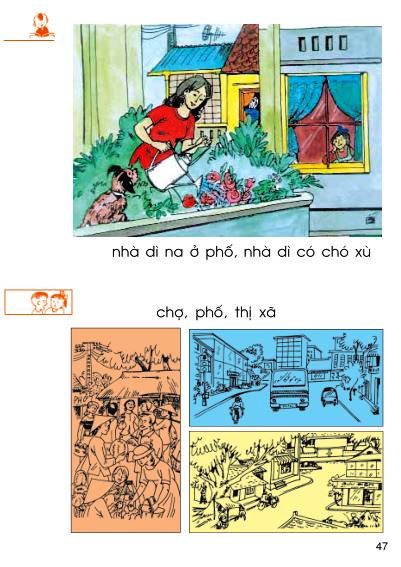 nhà dì na ở phố, nhà dì có chó xù
chợ, phố, thị xã
47